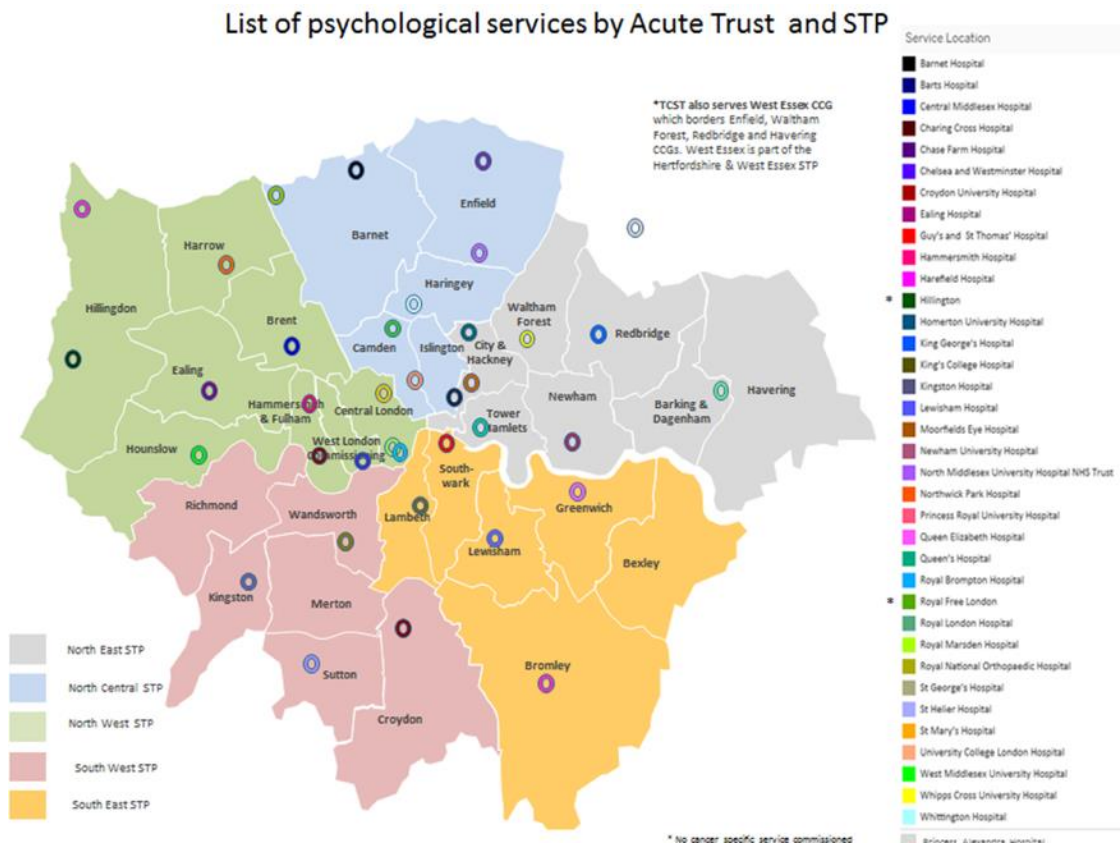 List of psychological services by Acute Trust and STP
*TCST also serves West Essex CCG
which borders Enfield, Waltham
Forest, Redbridge and Havering
CCGs. West Essex is part of the
Hertfordshire & West Essex STP
Enfield
Barnet
Harrow
Haringey
Hillingdon
Waltham
Forest
Brent
Redbridge
Camden
Islington
City &
Hackney
Ealing
Havering
Newham
Barking &
Dagenham
Hammersmith
& Fulham
Central London
Tower
Hamlets
Hounslow
West London
Commissioning
South-
wark
Richmond
Greenwich
Wandsworth
Lambeth
Lewisham
Bexley
Kingston
Merton
Sutton
Bromley
Croydon
North East STP
North Central STP
North West STP
South West STP
South East STP
Service Location
Barnet Hospital
Barts Hospital
Central Middlesex Hospital
Charing Cross Hospital
Chase Farm Hospital
Chelsea and Westminster Hospital
Croydon University Hospital
Ealing Hospital
Guy's and St Thomas' Hospital
Hammersmith Hospital
Harefield Hospital
* Hillington
Homerton University Hospital
King George's Hospital
King's College Hospital
Kingston Hospital
Lewisham Hospital
Moorfields Eye Hospital
Newham University Hospital
North Middlesex University Hospital NHS Trust
Northwick Park Hospital
Princess Royal University Hospital
Queen Elizabeth Hospital
Queen's Hospital
Royal Brompton Hospital
* Royal Free London
Royal London Hospital
Royal Marsden Hospital
Royal National Orthopaedic Hospital
St George's Hospital
St Helier Hospital
St Mary's Hospital
University College London Hospital
West Middlesex University Hospital
Whipps Cross University Hospital
Whittington Hospital
Princess Alexandra Hospital
* No cancer specific service commissioned